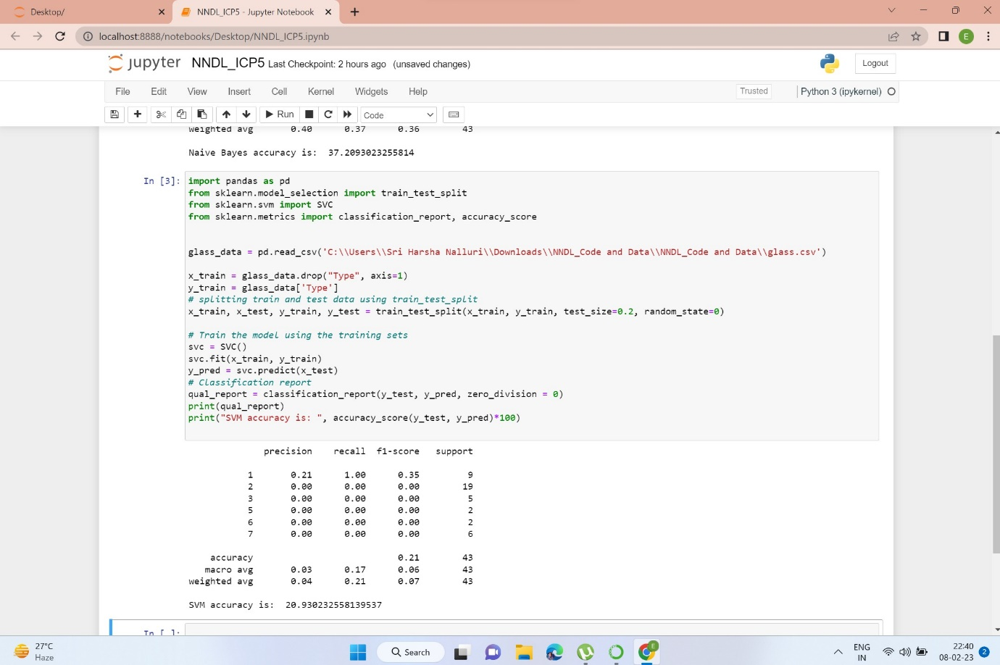 Desktop/
NNDL_ICP5 - Jupyter Notebook
localhost:8888/notebooks/Desktop/NNDL_ICP5.ipynb
E
jupyter NNDL_ICP5 Last Checkpoint: 2 hours ago (unsaved changes)
Logout
File Edit View Insert Cell Kernel Widgets Help
Trusted
Python 3 (ipykernel)
Run
Code
weighted avg 0.40 0.37 0.36 43
Naive Bayes accuracy is: 37.2093023255814
In [3]:
import pandas as pd
from sklearn.model_selection import train_test_split
from sklearn.svm import SVC
from sklearn.metrics import classification_report, accuracy_score
glass_data = pd.read_csv('C:\\Users\\Sri Harsha Nalluri\\Downloads\\NNDL_Code and Data\\NNDL_Code and Data\\glass.csv')
x_train = glass_data.drop("Type", axis=1)
y_train = glass_data['Type']
# splitting train and test data using train_test_split
x_train, x_test, y_train, y_test = train_test_split(x_train, y_train, test_size=0.2, random_state=0)
# Train the model using the training sets
svc = SVC()
svc.fit(x_train, y_train)
y_pred = svc.predict(x_test)
# Classification report
qual_report = classification_report(y_test, y_pred, zero_division = 0)
print(qual_report)
print("SVM accuracy is: ", accuracy_score(y_test, y_pred)*100)
precision recall f1-score support
1 0.21 1.00 0.35 9
2 0.00 0.00 0.00 19
3 0.00 0.00 0.00 5
5 0.00 0.00 0.00 2
6 0.00 0.00 0.00 2
7 0.00 0.00 0.00 6
accuracy 0.21 43
macro avg 0.03 0.17 0.06 43
weighted avg 0.04 0.21 0.07 43
SVM accuracy is: 20.930232558139537
In [ ]:
27°C
Haze
Search
E
ENG
IN
22:40
08-02-23
2